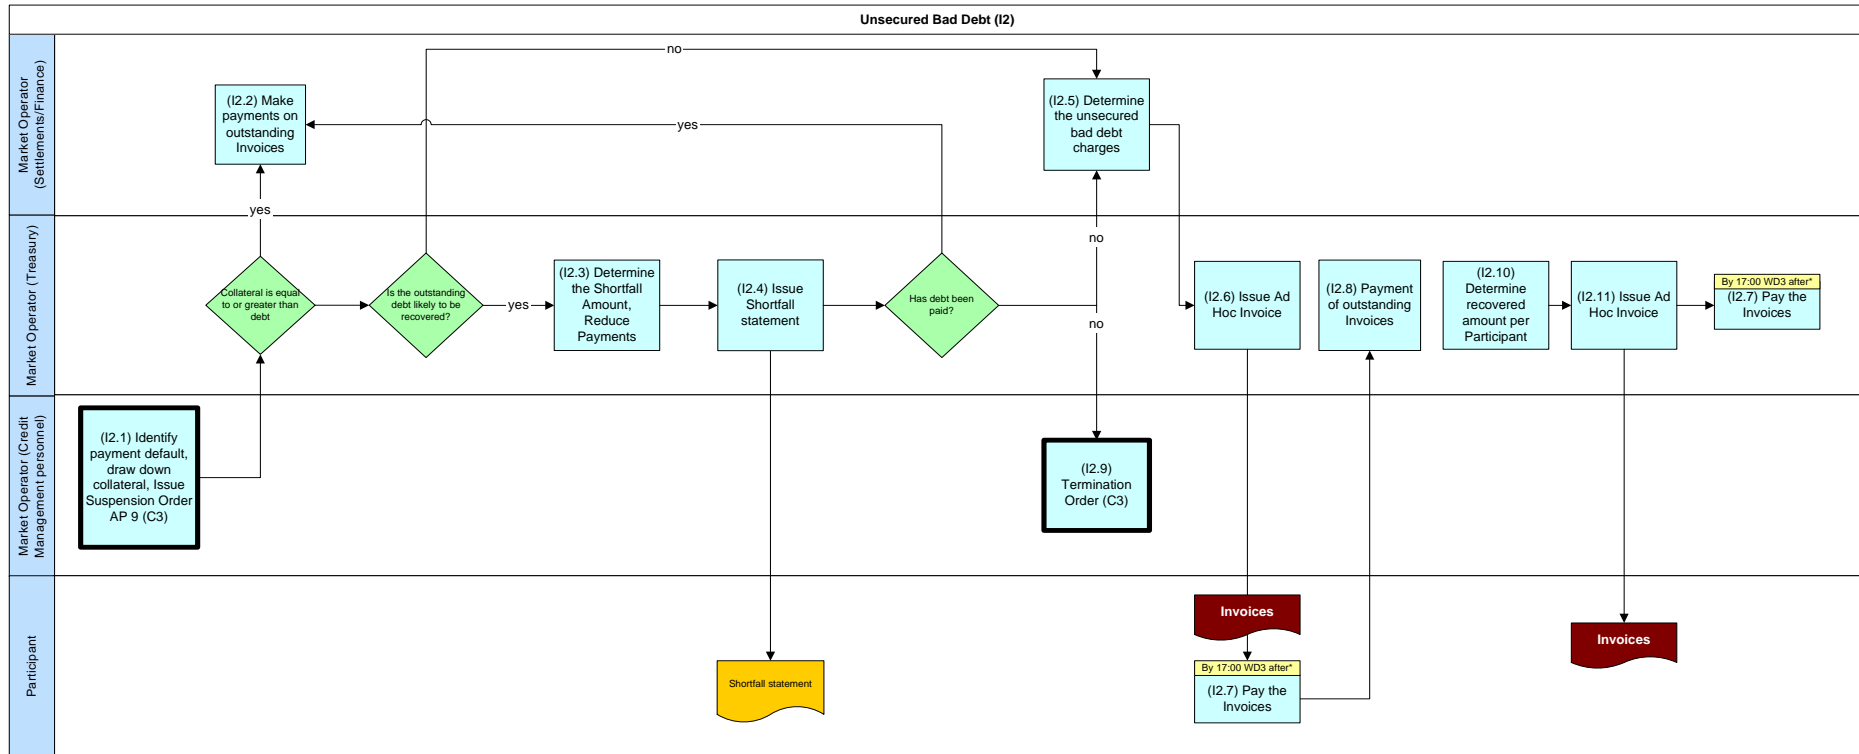 Unsecured Bad Debt (I2)
Market Operator
(Settlements/Finance)
no
(I2.2) Make
payments on
outstanding
Invoices
yes
(I2.5) Determine
the unsecured
bad debt
charges
yes
no
Market Operator (Treasury)
Collateral is equal
to or greater than
debt
Is the outstanding
debt likely to be
recovered?
yes
(I2.3) Determine
the Shortfall
Amount,
Reduce
Payments
(I2.4) Issue
Shortfall
statement
Has debt been
paid?
no
(I2.6) Issue Ad
Hoc Invoice
(I2.8) Payment
of outstanding
Invoices
(I2.10)
Determine
recovered
amount per
Participant
(I2.11) Issue Ad
Hoc Invoice
By 17:00 WD3 after*
(I2.7) Pay the
Invoices
Market Operator (Credit
Management personnel)
(I2.1) Identify
payment default,
draw down
collateral, Issue
Suspension Order
AP 9 (C3)
(I2.9)
Termination
Order (C3)
Participant
Shortfall statement
Invoices
By 17:00 WD3 after*
(I2.7) Pay the
Invoices
Invoices